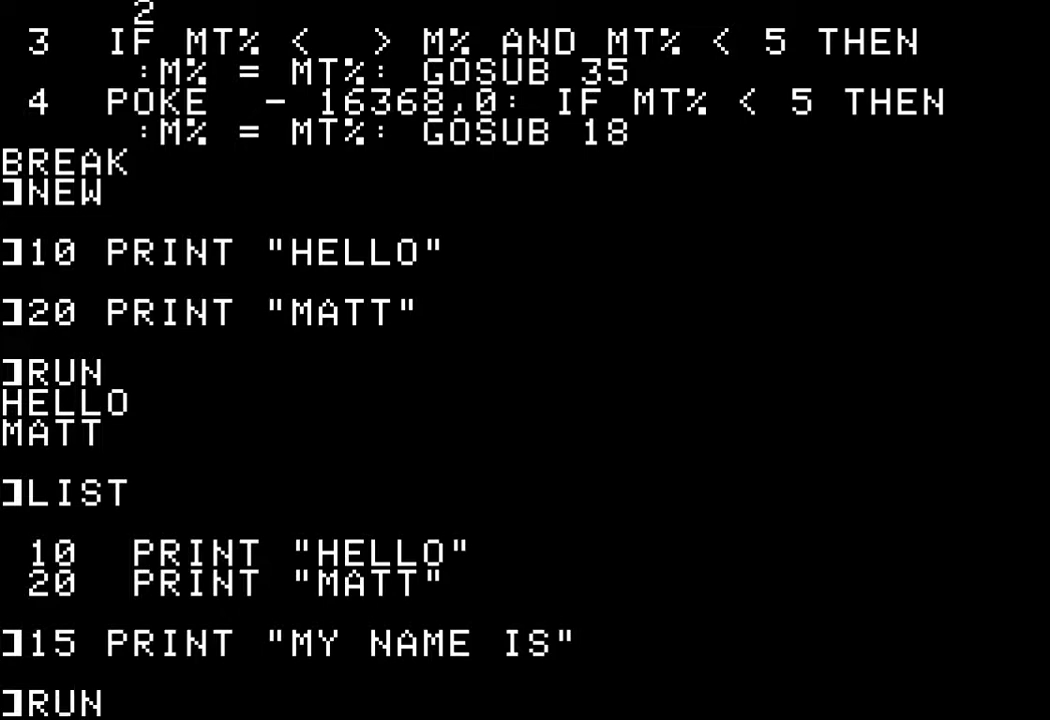 2
3 IF MT% < > M% AND MT% < 5 THEN
:M% = MT%: GOSUB 35
4 POKE - 16368,0: IF MT% < 5 THEN
:M% = MT%: GOSUB 18
BREAK
]NEW
]10 PRINT "HELLO"
]20 PRINT "MATT"
]RUN
HELLO
MATT
]LIST
10 PRINT "HELLO"
20 PRINT "MATT"
]15 PRINT "MY NAME IS"
]RUN